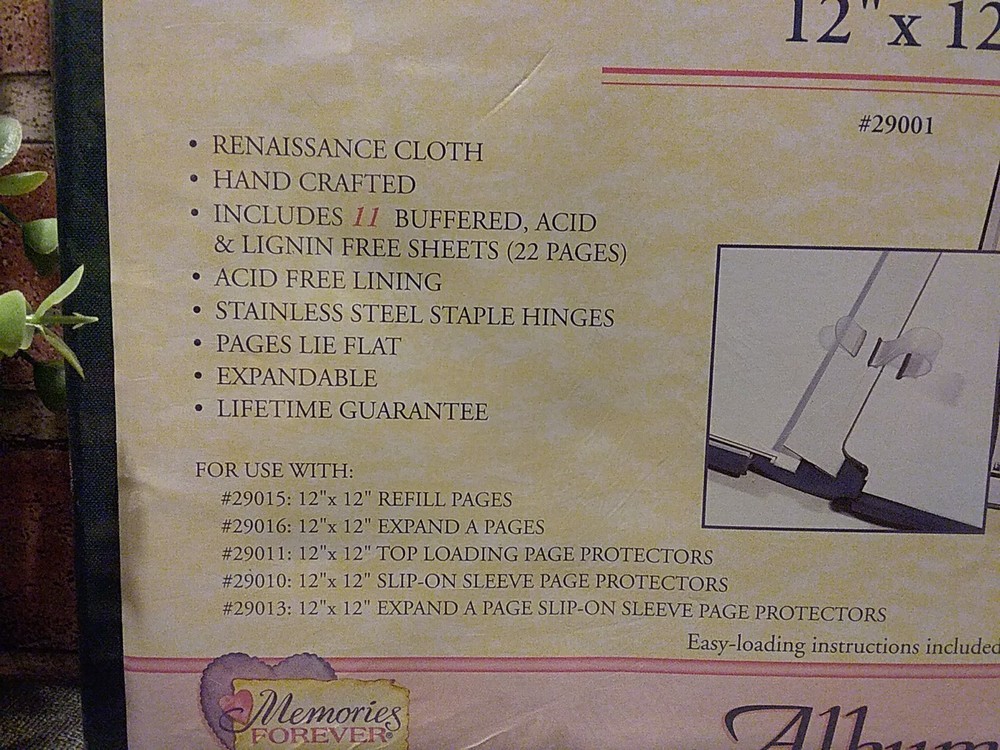 12" x 12
#29001
• RENAISSANCE CLOTH
• HAND CRAFTED
• INCLUDES 11 BUFFERED, ACID
& LIGNIN FREE SHEETS (22 PAGES)
• ACID FREE LINING
• STAINLESS STEEL STAPLE HINGES
• PAGES LIE FLAT
• EXPANDABLE
• LIFETIME GUARANTEE
FOR USE WITH:
#29015: 12"x 12" REFILL PAGES
#29016: 12"x 12" EXPAND A PAGES
#29011: 12"x 12" TOP LOADING PAGE PROTECTORS
#29010: 12"x 12" SLIP-ON SLEEVE PAGE PROTECTORS
#29013: 12"x 12" EXPAND A PAGE SLIP-ON SLEEVE PAGE PROTECTORS
Easy-loading instructions included
Memories
FOREVER®
Album